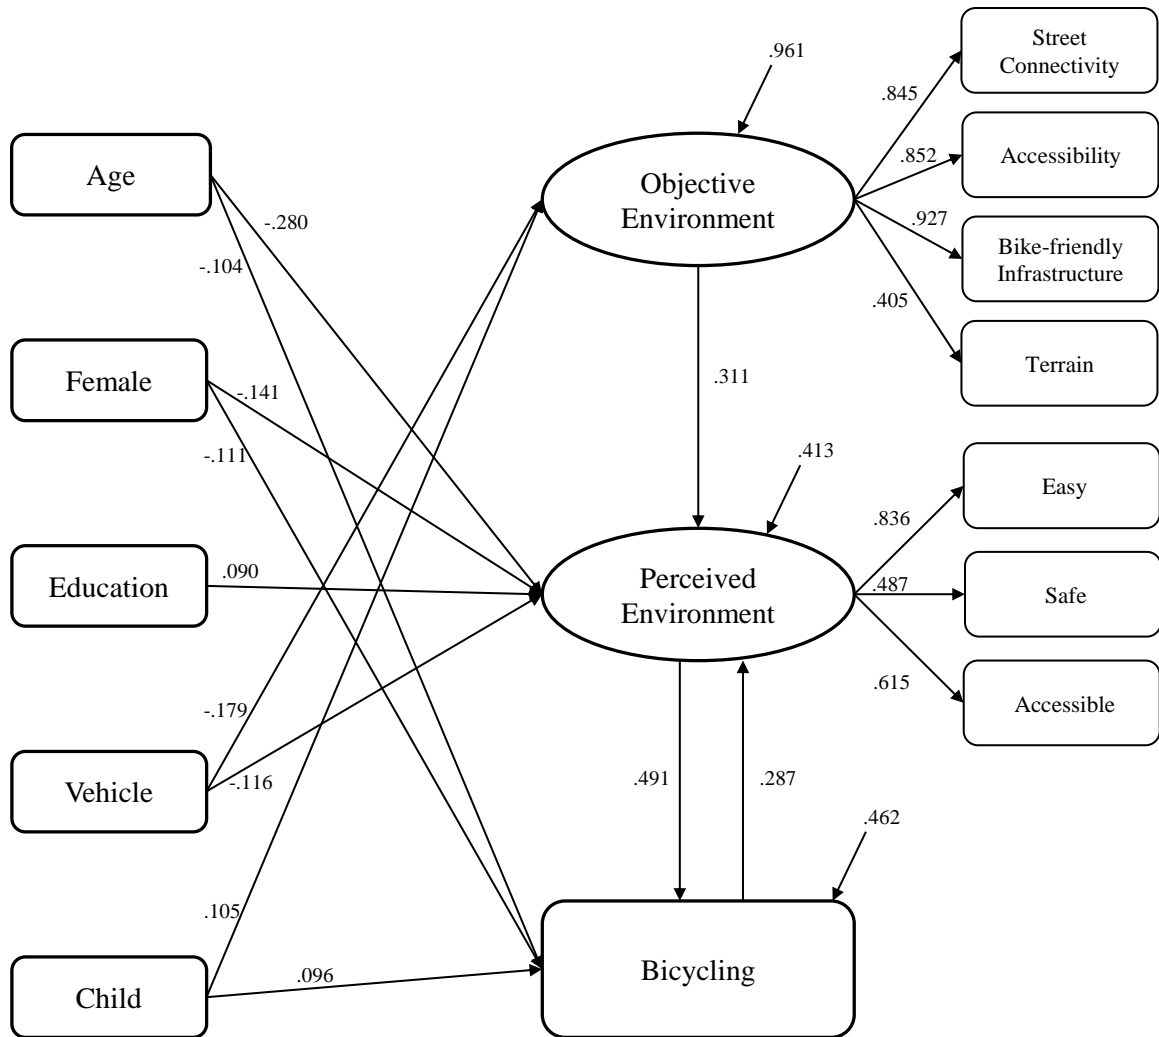 .961
Street
Connectivity
.845
Age
Objective
Environment
.852
Accessibility
-.280
-.104
.927
Bike-friendly
Infrastructure
.405
Female
-.141
.311
Terrain
-.111
.413
Easy
.836
Education
.090
Perceived
Environment
.487
Safe
.615
Accessible
-.179
Vehicle
-.116
.491
.287
.462
.105
Child
.096
Bicycling